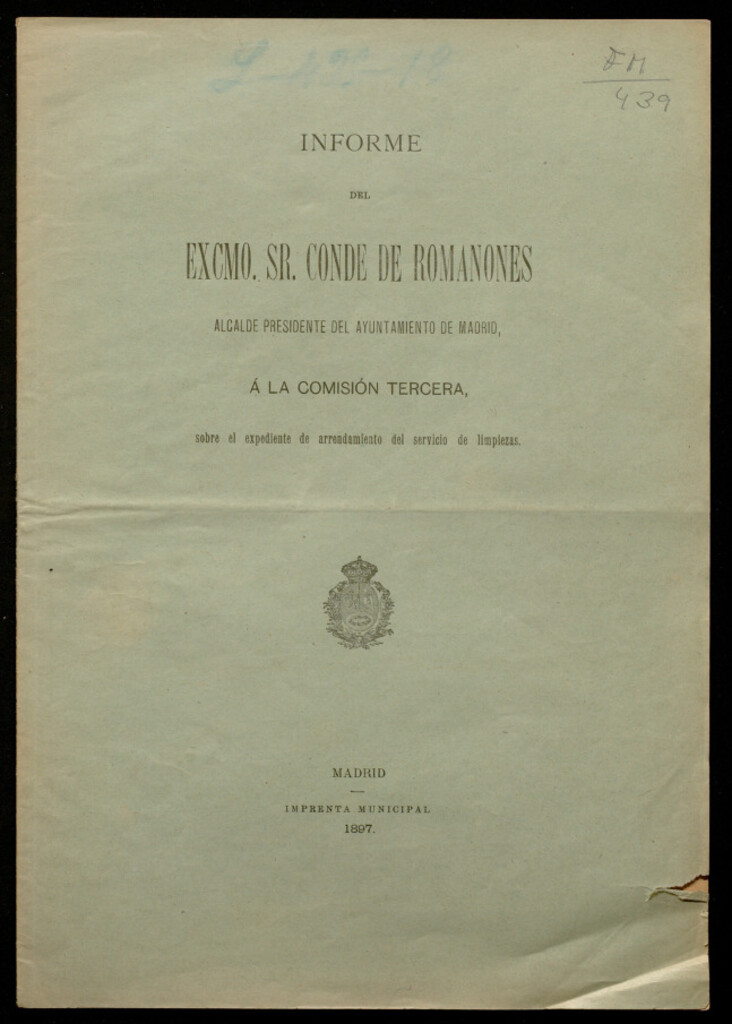 FM
439
INFORME
DEL
EXCMO. SR. CONDE DE ROMANONES
ALCALDE PRESIDENTE DEL AYUNTAMIENTO DE MADRID,
Á LA COMISIÓN TERCERA,
sobre el expediente de arrendamiento del servicio de limpiezas.
MADRID
IMPRENTA MUNICIPAL
1897.